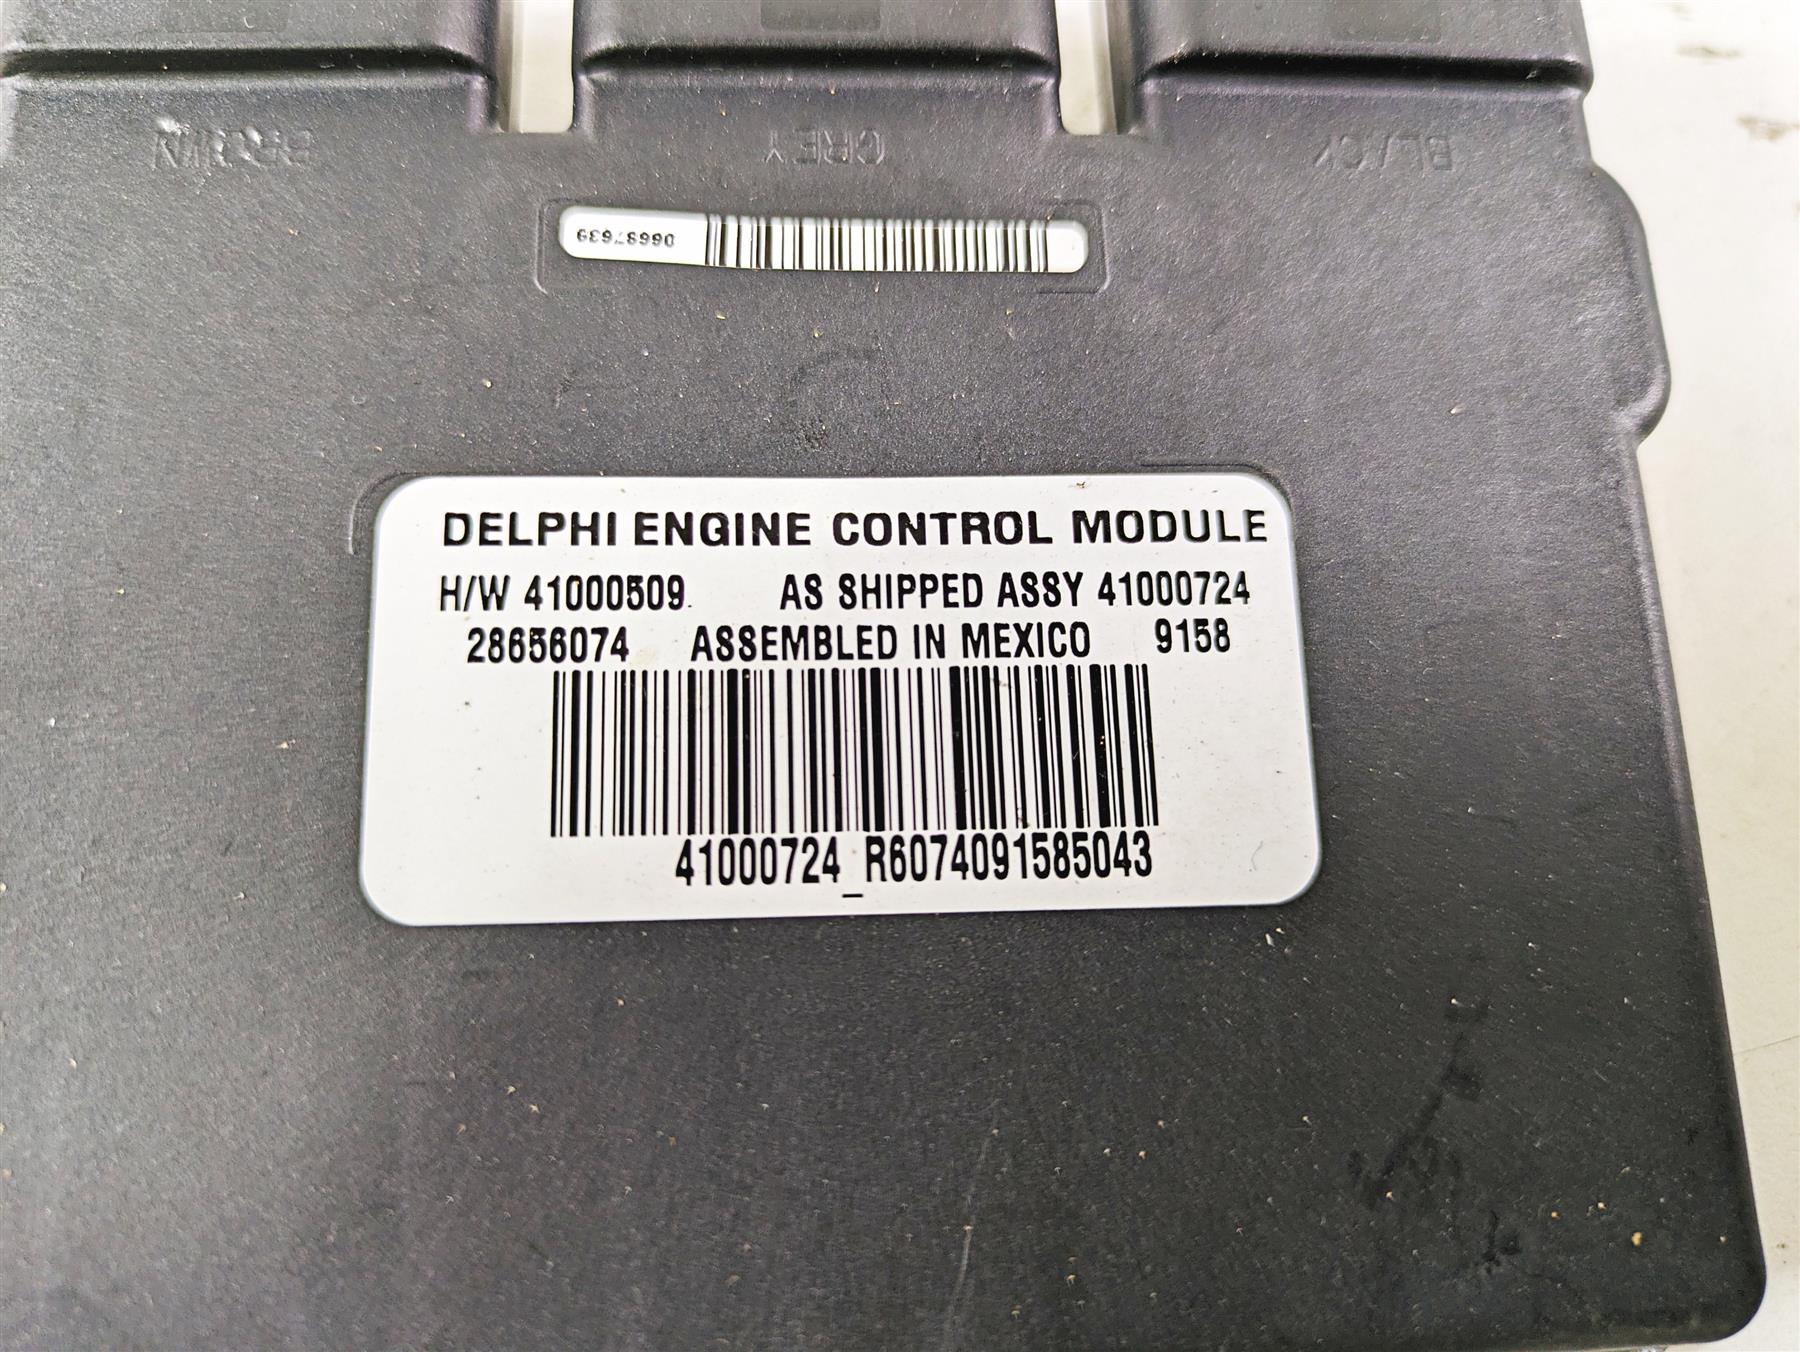 BROWN
GREY
BLACK
06687639
DELPHI ENGINE CONTROL MODULE
H/W 41000509. AS SHIPPED ASSY 41000724
28656074 ASSEMBLED IN MEXICO 9158
41000724_R6074091585043